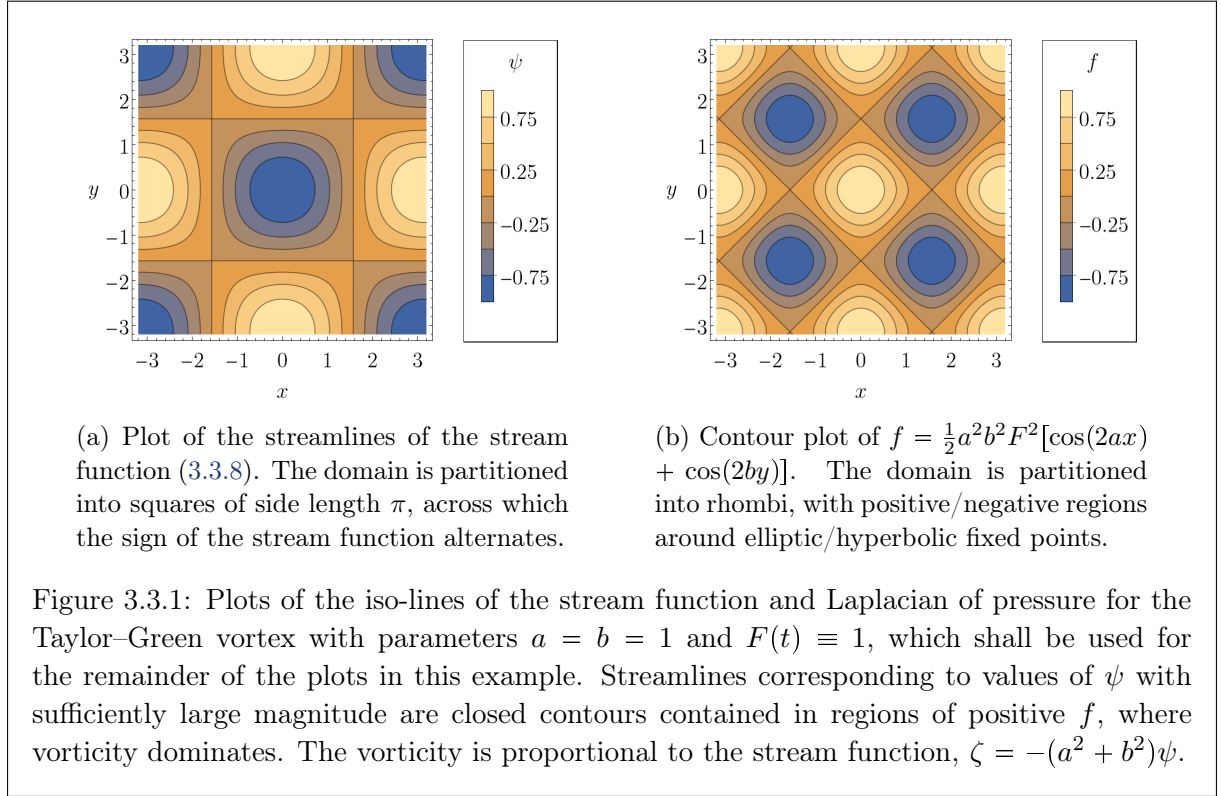 ψ
0.75
0.25
−0.25
−0.75
3
2
1
0
−1
−2
−3
y
−3 −2 −1 0 1 2 3
x
f
0.75
0.25
−0.25
−0.75
3
2
1
0
−1
−2
−3
y
−3 −2 −1 0 1 2 3
x
(a) Plot of the streamlines of the stream
function (3.3.8). The domain is partitioned
into squares of side length π, across which
the sign of the stream function alternates.
(b) Contour plot of f = ½a²b²F²[cos(2ax)
+ cos(2by)]. The domain is partitioned
into rhombi, with positive/negative regions
around elliptic/hyperbolic fixed points.
Figure 3.3.1: Plots of the iso-lines of the stream function and Laplacian of pressure for the
Taylor–Green vortex with parameters a = b = 1 and F(t) ≡ 1, which shall be used for
the remainder of the plots in this example. Streamlines corresponding to values of ψ with
sufficiently large magnitude are closed contours contained in regions of positive f, where
vorticity dominates. The vorticity is proportional to the stream function, ζ = −(a² + b²)ψ.